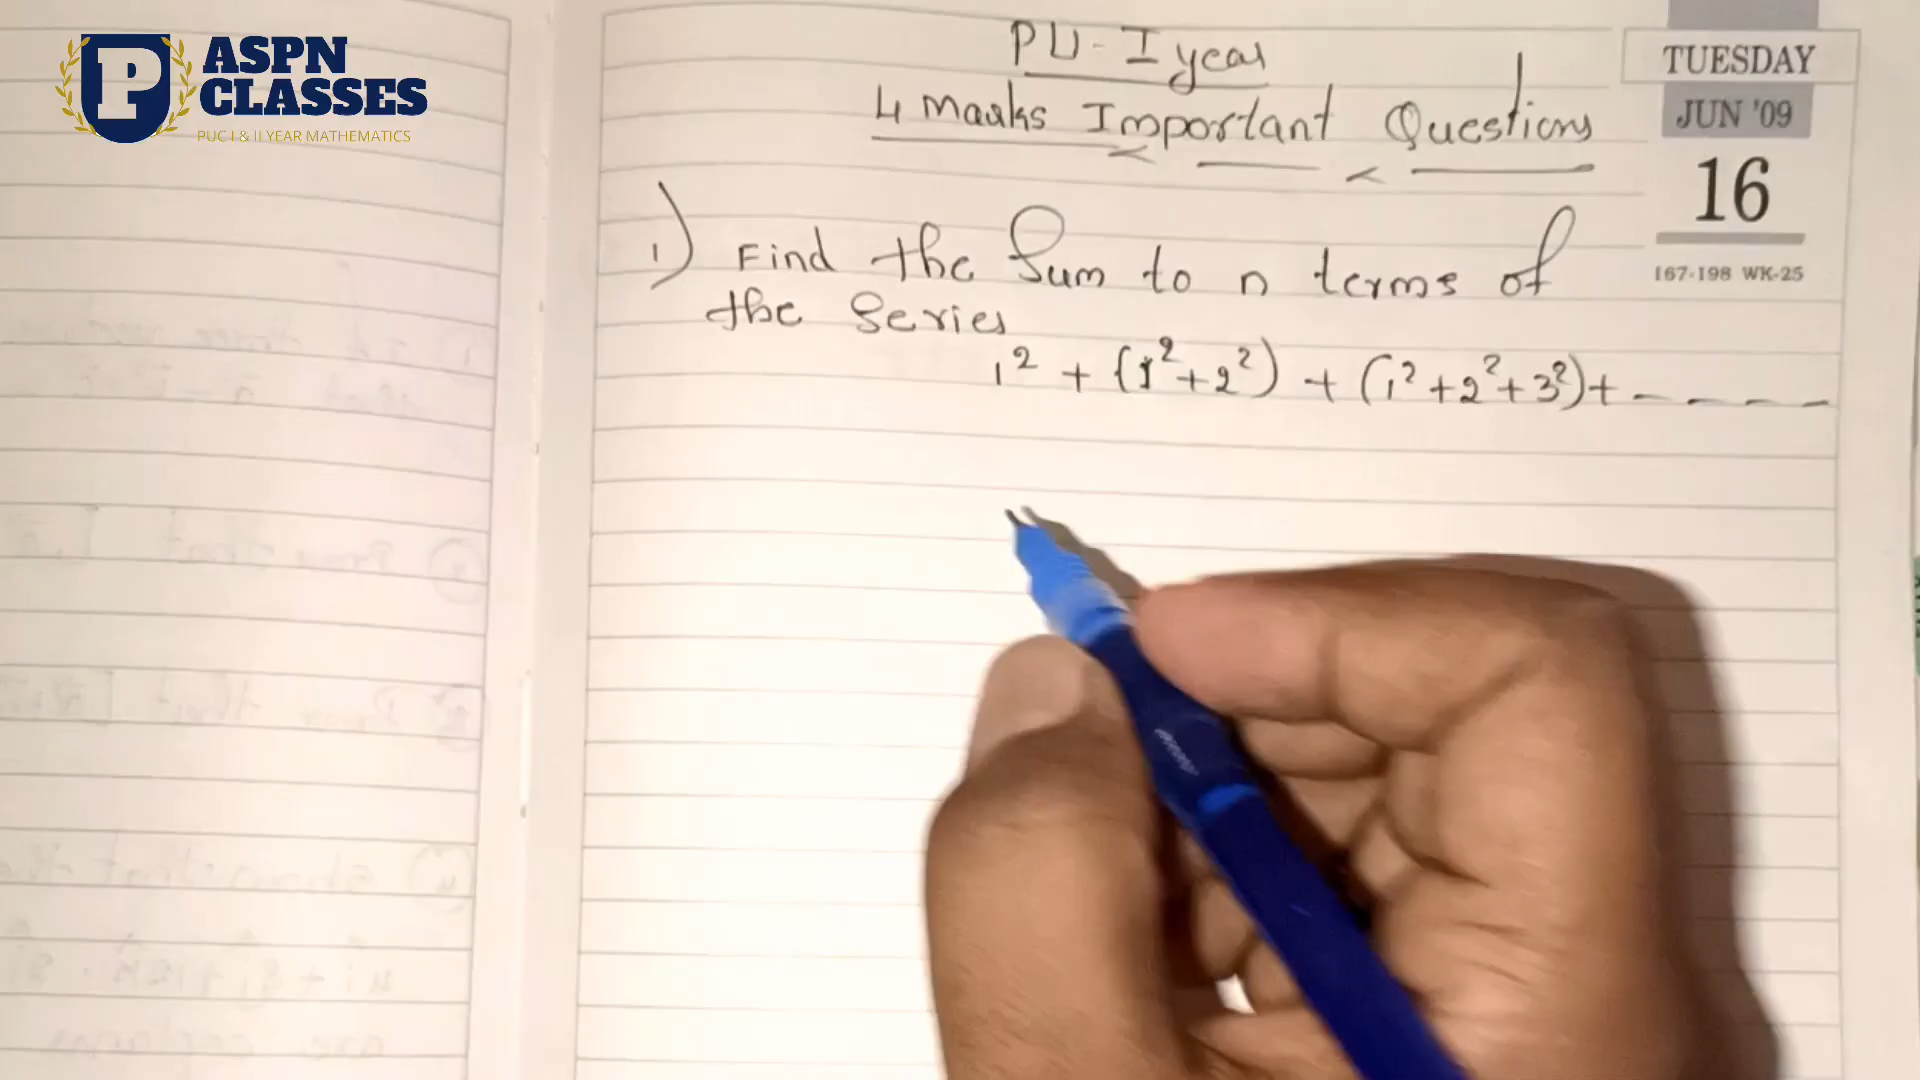 P
ASPN
CLASSES
PUC I & II YEAR MATHEMATICS
PU - I year
4 marks Important Questions
TUESDAY
JUN '09
16
167-198 WK-25
1) Find the Sum to n terms of
the Series
1² + (1²+2²) + (1²+2²+3²)+ - - - -